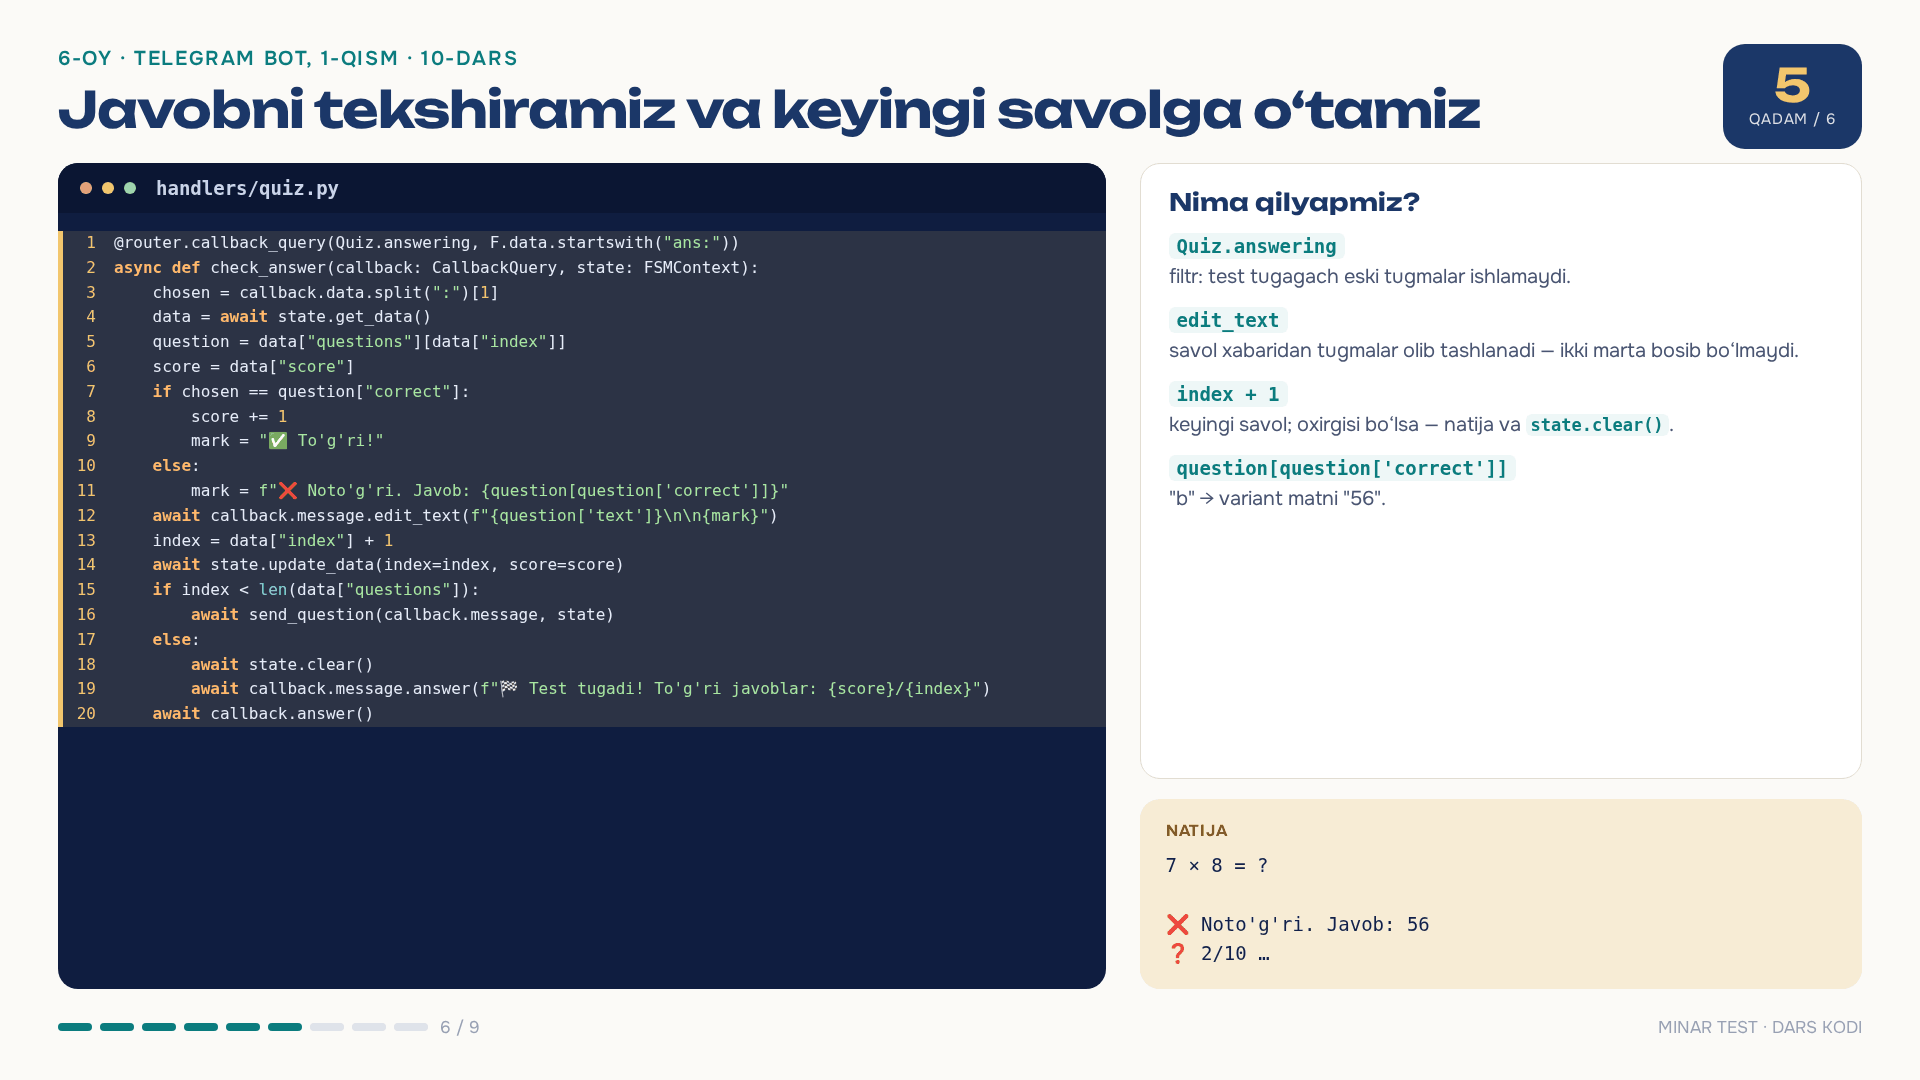 6-OY · TELEGRAM BOT, 1-QISM · 10-DARS
Javobni tekshiramiz va keyingi savolga o‘tamiz
5
QADAM / 6
handlers/quiz.py
1 @router.callback_query(Quiz.answering, F.data.startswith("ans:"))
2 async def check_answer(callback: CallbackQuery, state: FSMContext):
3     chosen = callback.data.split(":")[1]
4     data = await state.get_data()
5     question = data["questions"][data["index"]]
6     score = data["score"]
7     if chosen == question["correct"]:
8         score += 1
9         mark = "✅ To'g'ri!"
10     else:
11         mark = f"❌ Noto'g'ri. Javob: {question[question['correct']]}"
12     await callback.message.edit_text(f"{question['text']}\n\n{mark}")
13     index = data["index"] + 1
14     await state.update_data(index=index, score=score)
15     if index < len(data["questions"]):
16         await send_question(callback.message, state)
17     else:
18         await state.clear()
19         await callback.message.answer(f"🏁 Test tugadi! To'g'ri javoblar: {score}/{index}")
20     await callback.answer()
Nima qilyapmiz?
Quiz.answering
filtr: test tugagach eski tugmalar ishlamaydi.
edit_text
savol xabaridan tugmalar olib tashlanadi — ikki marta bosib bo‘lmaydi.
index + 1
keyingi savol; oxirgisi bo‘lsa — natija va state.clear().
question[question['correct']]
"b" → variant matni "56".
NATIJA
7 × 8 = ?
❌ Noto'g'ri. Javob: 56
❓ 2/10 …
6 / 9
MINAR TEST · DARS KODI